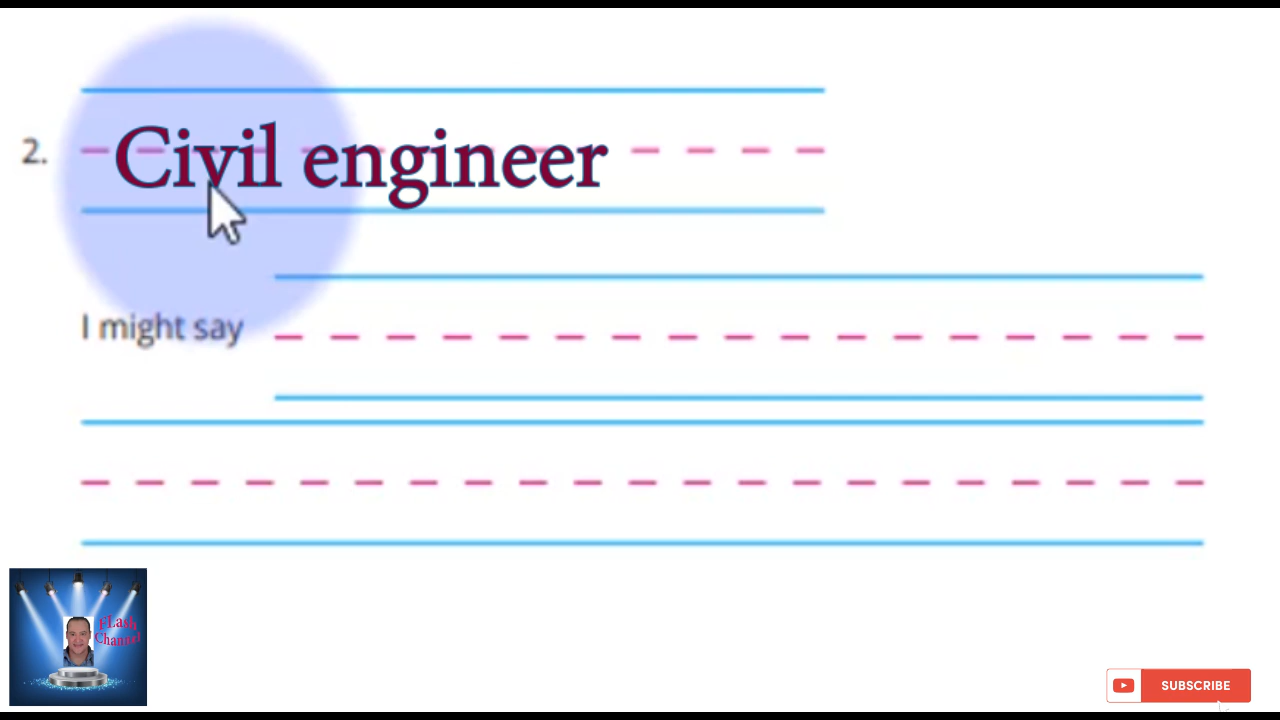 2. Civil engineer
I might say
FLash
Channel
SUBSCRIBE